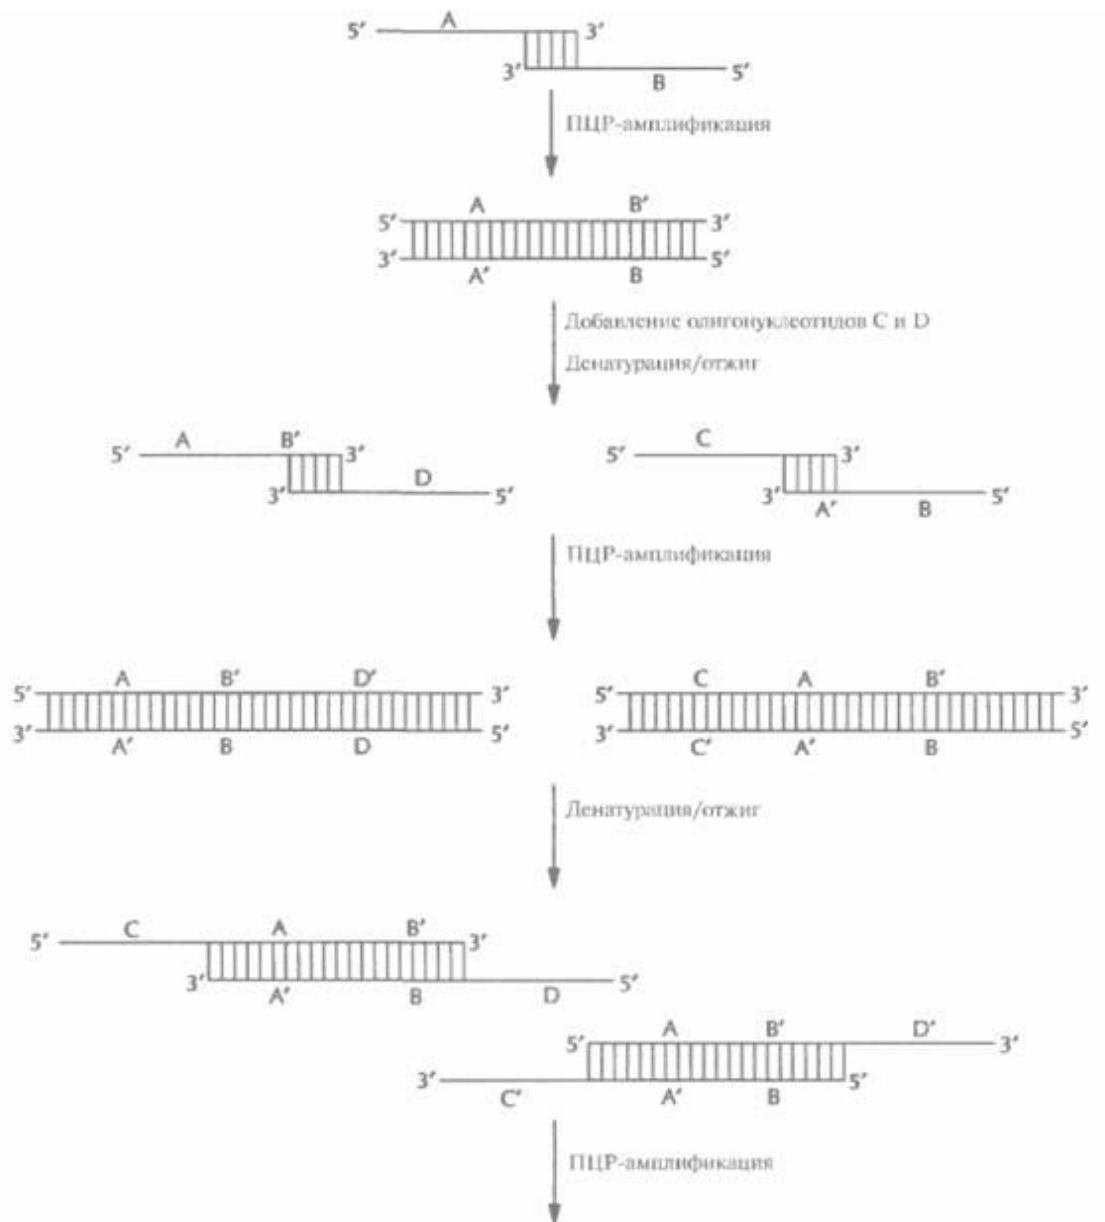 5′ A 3′
3′ B 5′
ПЦР-амплификация
5′ A B′ 3′
3′ A′ B 5′
Добавление олигонуклеотидов C и D
Денатурация/отжиг
5′ A B′ 3′
3′ D 5′
5′ C 3′
3′ A′ B 5′
ПЦР-амплификация
5′ A B′ D′ 3′
3′ A′ B D 5′
5′ C A B′ 3′
3′ C′ A′ B 5′
Денатурация/отжиг
5′ C A B′ 3′
3′ A′ B D 5′
5′ A B′ D′ 3′
3′ C′ A′ B 5′
ПЦР-амплификация